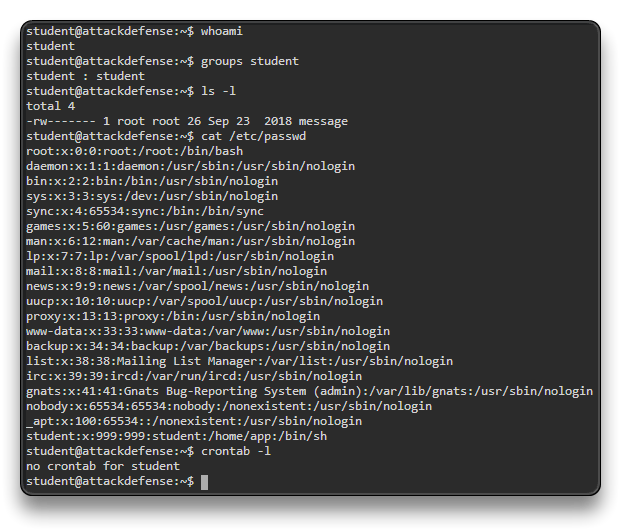 student@attackdefense:~$ whoami
student
student@attackdefense:~$ groups student
student : student
student@attackdefense:~$ ls -l
total 4
-rw------- 1 root root 26 Sep 23  2018 message
student@attackdefense:~$ cat /etc/passwd
root:x:0:0:root:/root:/bin/bash
daemon:x:1:1:daemon:/usr/sbin:/usr/sbin/nologin
bin:x:2:2:bin:/bin:/usr/sbin/nologin
sys:x:3:3:sys:/dev:/usr/sbin/nologin
sync:x:4:65534:sync:/bin:/bin/sync
games:x:5:60:games:/usr/games:/usr/sbin/nologin
man:x:6:12:man:/var/cache/man:/usr/sbin/nologin
lp:x:7:7:lp:/var/spool/lpd:/usr/sbin/nologin
mail:x:8:8:mail:/var/mail:/usr/sbin/nologin
news:x:9:9:news:/var/spool/news:/usr/sbin/nologin
uucp:x:10:10:uucp:/var/spool/uucp:/usr/sbin/nologin
proxy:x:13:13:proxy:/bin:/usr/sbin/nologin
www-data:x:33:33:www-data:/var/www:/usr/sbin/nologin
backup:x:34:34:backup:/var/backups:/usr/sbin/nologin
list:x:38:38:Mailing List Manager:/var/list:/usr/sbin/nologin
irc:x:39:39:ircd:/var/run/ircd:/usr/sbin/nologin
gnats:x:41:41:Gnats Bug-Reporting System (admin):/var/lib/gnats:/usr/sbin/nologin
nobody:x:65534:65534:nobody:/nonexistent:/usr/sbin/nologin
_apt:x:100:65534::/nonexistent:/usr/sbin/nologin
student:x:999:999:student:/home/app:/bin/sh
student@attackdefense:~$ crontab -l
no crontab for student
student@attackdefense:~$